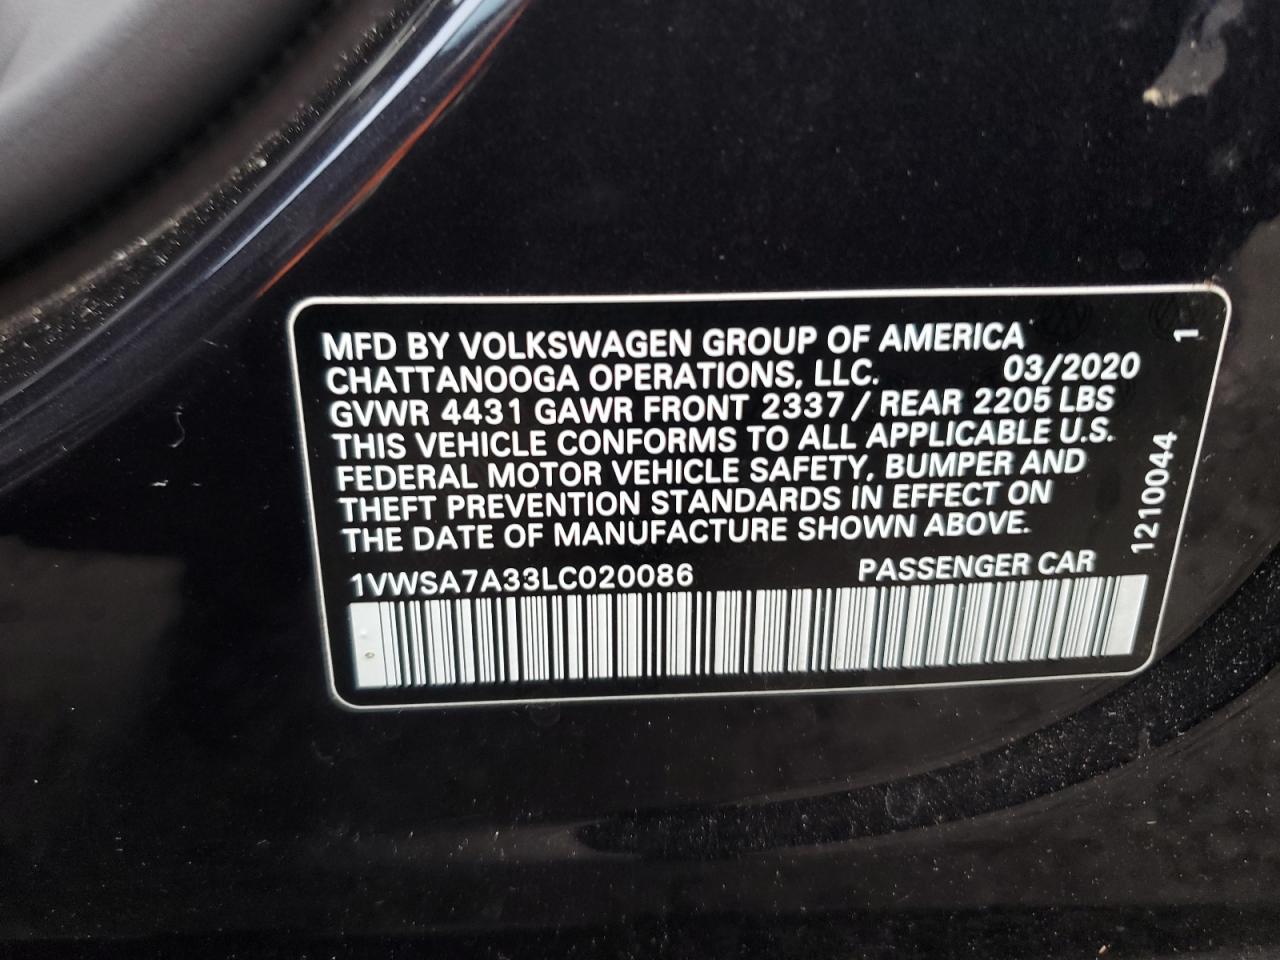 MFD BY VOLKSWAGEN GROUP OF AMERICA
CHATTANOOGA OPERATIONS, LLC. 03/2020
GVWR 4431 GAWR FRONT 2337 / REAR 2205 LBS
THIS VEHICLE CONFORMS TO ALL APPLICABLE U.S.
FEDERAL MOTOR VEHICLE SAFETY, BUMPER AND
THEFT PREVENTION STANDARDS IN EFFECT ON
THE DATE OF MANUFACTURE SHOWN ABOVE.
1VWSA7A33LC020086 PASSENGER CAR
1210044
1